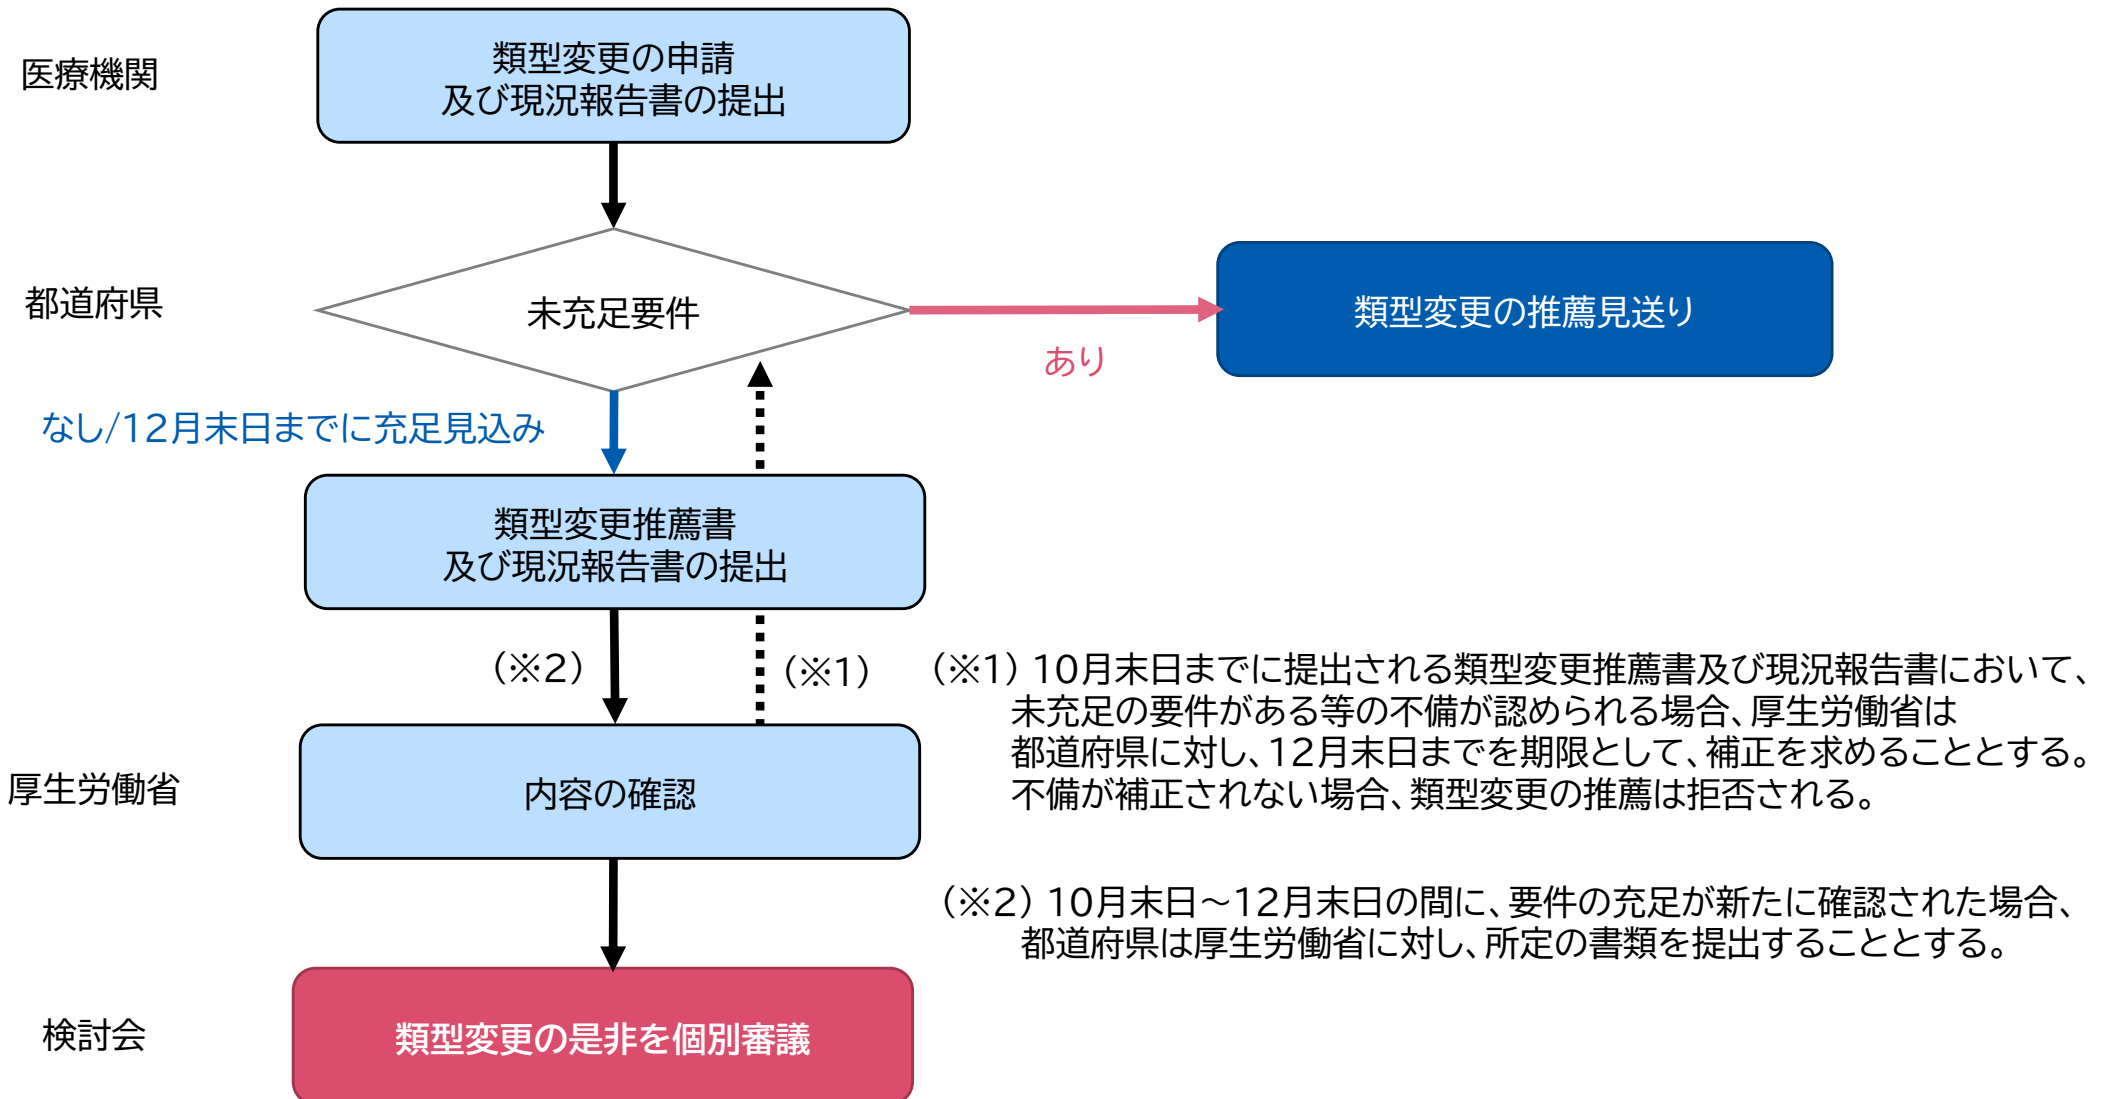 医療機関
類型変更の申請
及び現況報告書の提出
都道府県
未充足要件
類型変更の推薦見送り
あり
なし/12月末日までに充足見込み
類型変更推薦書
及び現況報告書の提出
(※2)
(※1)
(※1) 10月末日までに提出される類型変更推薦書及び現況報告書において、
未充足の要件がある等の不備が認められる場合、厚生労働省は
都道府県に対し、12月末日までを期限として、補正を求めることとする。
不備が補正されない場合、類型変更の推薦は拒否される。
厚生労働省
内容の確認
(※2) 10月末日～12月末日の間に、要件の充足が新たに確認された場合、
都道府県は厚生労働省に対し、所定の書類を提出することとする。
検討会
類型変更の是非を個別審議